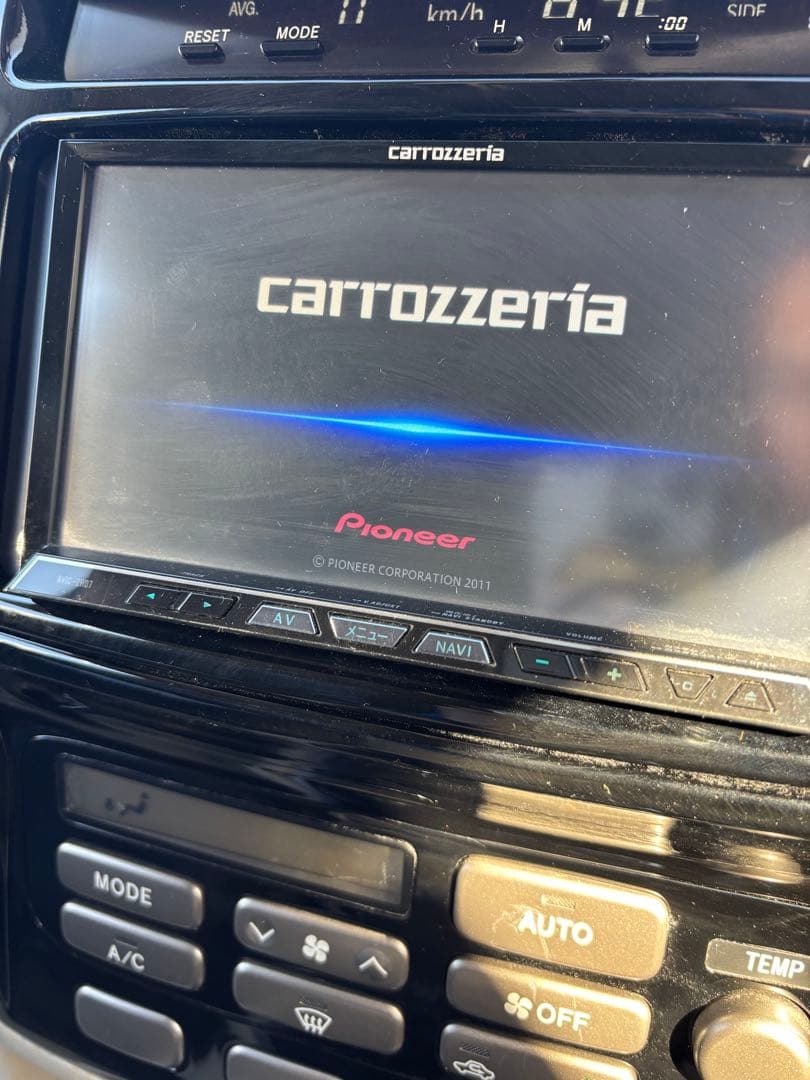 AVG. km/h SIDE
RESET MODE H M :00
carrozzeria
carrozzeria
Pioneer
© PIONEER CORPORATION 2011
AV メニュー NAVI
VOLUME
MODE
AUTO
A/C
TEMP
OFF